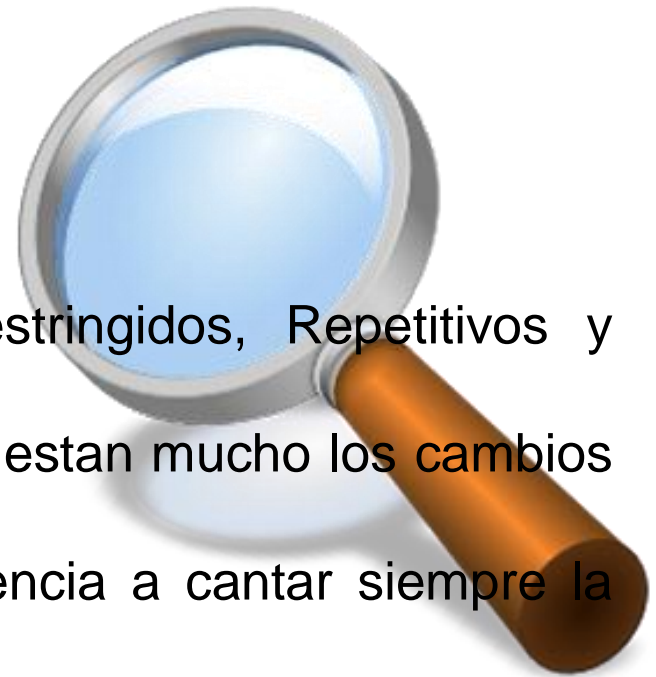 estringidos, Repetitivos y
estan mucho los cambios
encia a cantar siempre la